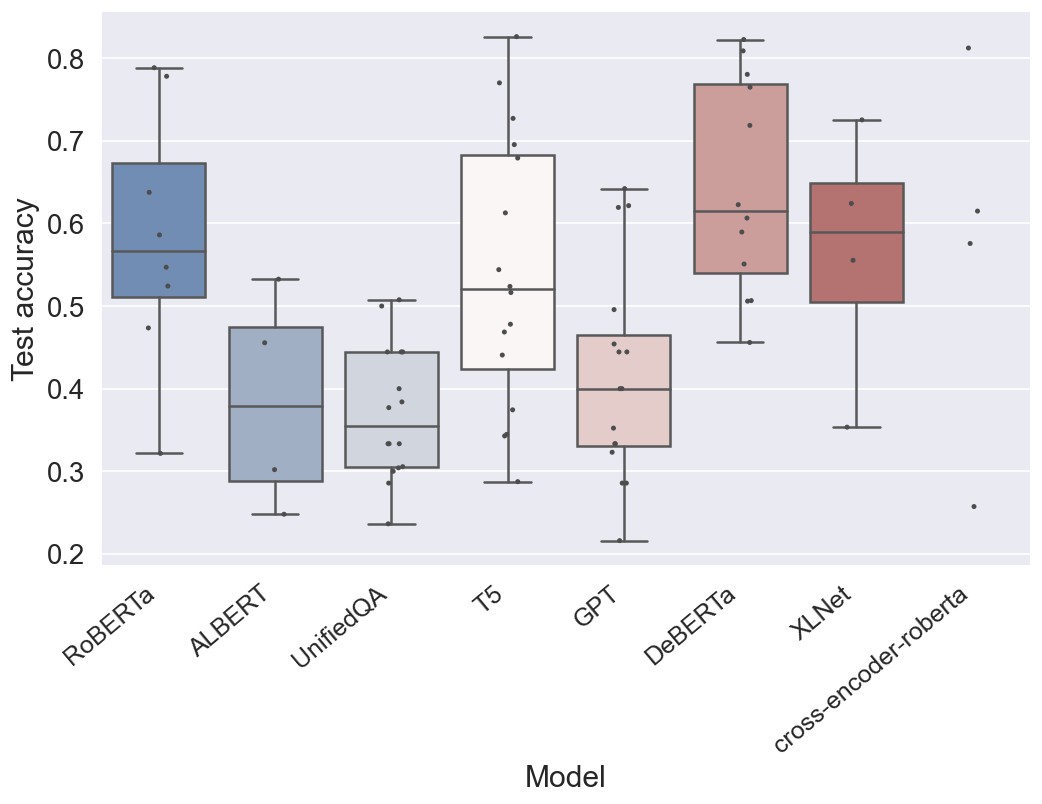 0.8
0.7
0.6
0.5
0.4
0.3
0.2
Test accuracy
RoBERTa
ALBERT
UnifiedQA
T5
GPT
DeBERTa
XLNet
cross-encoder-roberta
Model